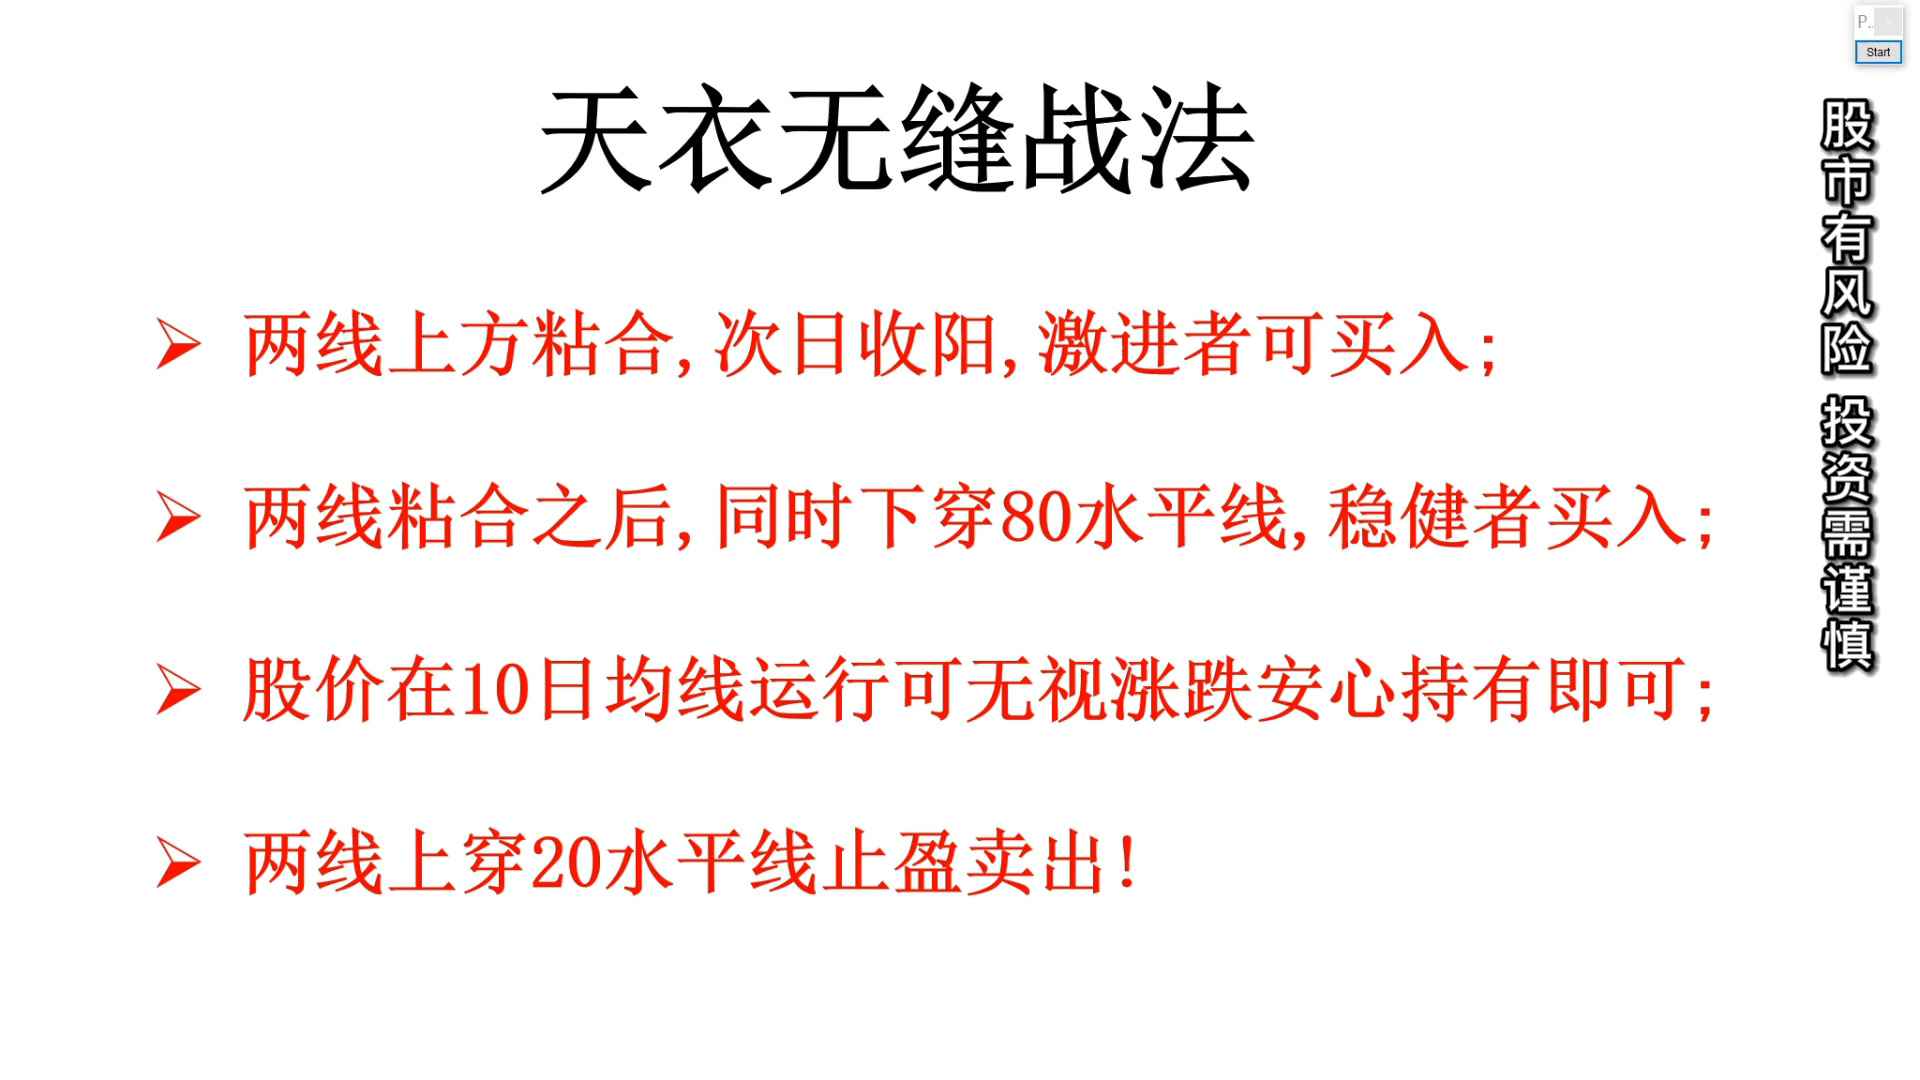 天衣无缝战法
两线上方粘合,次日收阳,激进者可买入;
两线粘合之后,同时下穿80水平线,稳健者买入;
股价在10日均线运行可无视涨跌安心持有即可;
两线上穿20水平线止盈卖出!
P..
Start
股市有风险 投资需谨慎